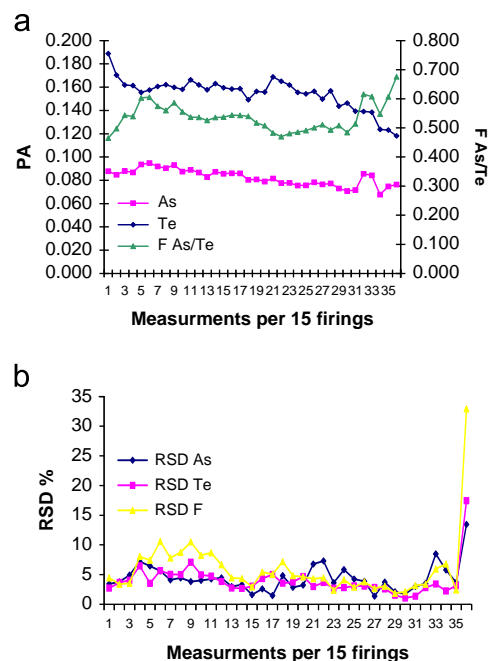 a
0.200
0.180
0.160
0.140
0.120
0.100
0.080
0.060
0.040
0.020
0.000
PA
As
Te
F As/Te
0.800
0.700
0.600
0.500
0.400
0.300
0.200
0.100
0.000
F As/Te
1 3 5 7 9 11 13 15 17 19 21 23 25 27 29 31 33 35
Measurments per 15 firings
b
35
30
25
20
15
10
5
0
RSD %
RSD As
RSD Te
RSD F
1 3 5 7 9 11 13 15 17 19 21 23 25 27 29 31 33 35
Measurments per 15 firings